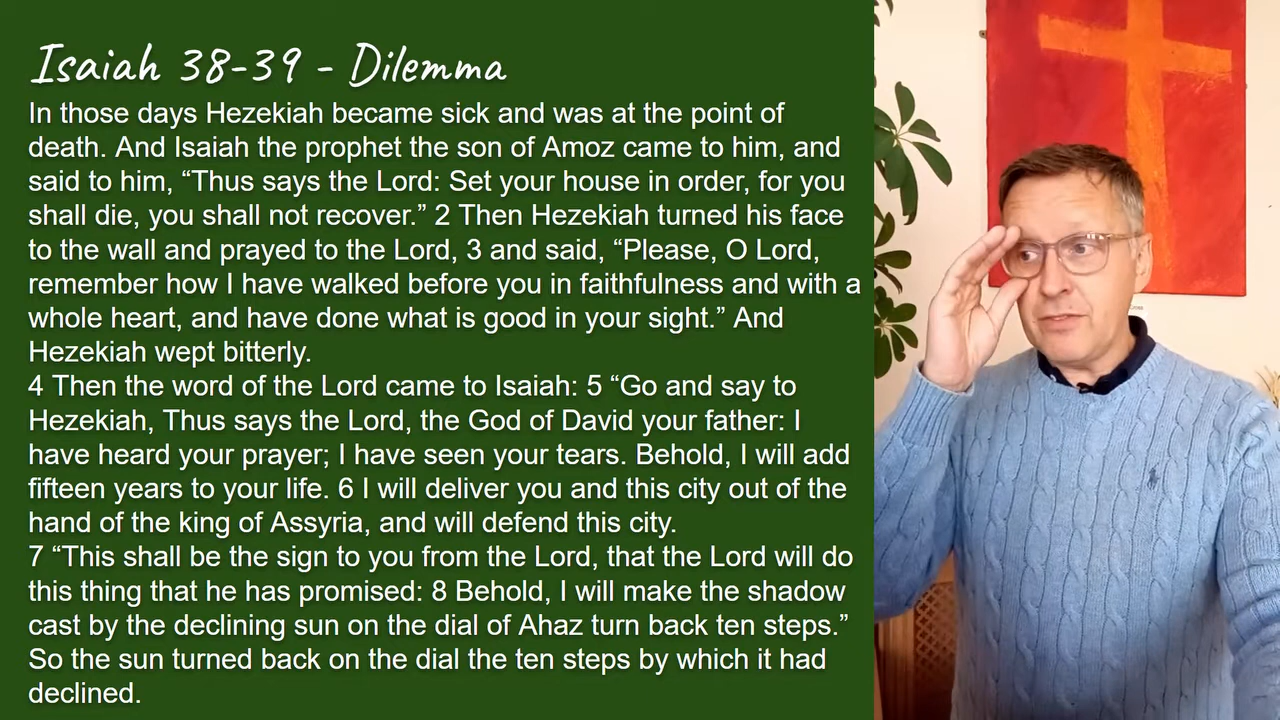 Isaiah 38-39 - Dilemma
In those days Hezekiah became sick and was at the point of
death. And Isaiah the prophet the son of Amoz came to him, and
said to him, “Thus says the Lord: Set your house in order, for you
shall die, you shall not recover.” 2 Then Hezekiah turned his face
to the wall and prayed to the Lord, 3 and said, “Please, O Lord,
remember how I have walked before you in faithfulness and with a
whole heart, and have done what is good in your sight.” And
Hezekiah wept bitterly.
4 Then the word of the Lord came to Isaiah: 5 “Go and say to
Hezekiah, Thus says the Lord, the God of David your father: I
have heard your prayer; I have seen your tears. Behold, I will add
fifteen years to your life. 6 I will deliver you and this city out of the
hand of the king of Assyria, and will defend this city.
7 “This shall be the sign to you from the Lord, that the Lord will do
this thing that he has promised: 8 Behold, I will make the shadow
cast by the declining sun on the dial of Ahaz turn back ten steps.”
So the sun turned back on the dial the ten steps by which it had
declined.